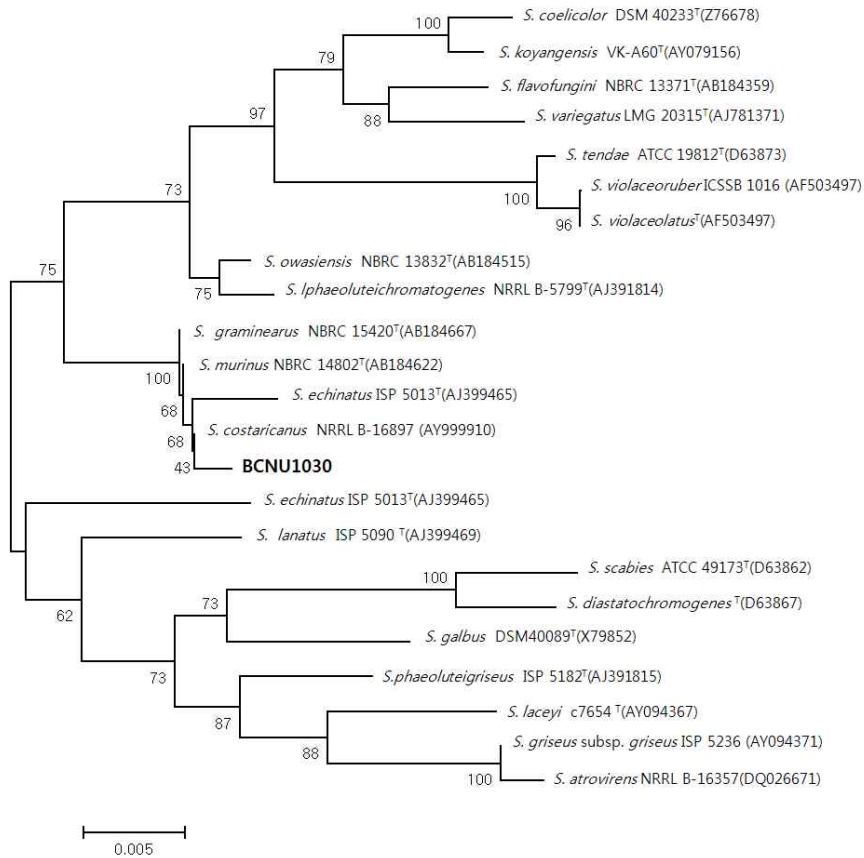 100
S. coelicolor DSM 40233ᵀ(Z76678)
S. koyangensis VK-A60ᵀ(AY079156)
79
S. flavofungini NBRC 13371ᵀ(AB184359)
88
S. variegatus LMG 20315ᵀ(AJ781371)
97
S. tendae ATCC 19812ᵀ(D63873)
100
S. violaceoruber ICSSB 1016 (AF503497)
96
S. violaceolatusᵀ(AF503497)
73
S. owasiensis NBRC 13832ᵀ(AB184515)
75
75
S. lphaeoluteichromatogenes NRRL B-5799ᵀ(AJ391814)
S. graminearus NBRC 15420ᵀ(AB184667)
100
S. murinus NBRC 14802ᵀ(AB184622)
68
S. echinatus ISP 5013ᵀ(AJ399465)
68
S. costaricanus NRRL B-16897 (AY999910)
43
BCNU1030
S. echinatus ISP 5013ᵀ(AJ399465)
S. lanatus ISP 5090 ᵀ(AJ399469)
62
100
S. scabies ATCC 49173ᵀ(D63862)
S. diastatochromogenes ᵀ(D63867)
73
S. galbus DSM40089ᵀ(X79852)
73
S.phaeoluteigriseus ISP 5182ᵀ(AJ391815)
87
S. laceyi c7654 ᵀ(AY094367)
88
S. griseus subsp. griseus ISP 5236 (AY094371)
100
S. atrovirens NRRL B-16357(DQ026671)
0.005